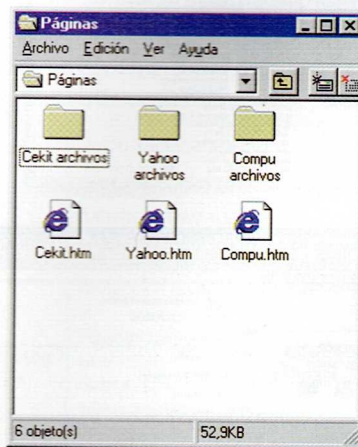 Páginas
Archivo Edición Ver Ayuda
Páginas
Cekit archivos
Yahoo archivos
Compu archivos
Cekit.htm Yahoo.htm Compu.htm
6 objeto(s) 52,9KB